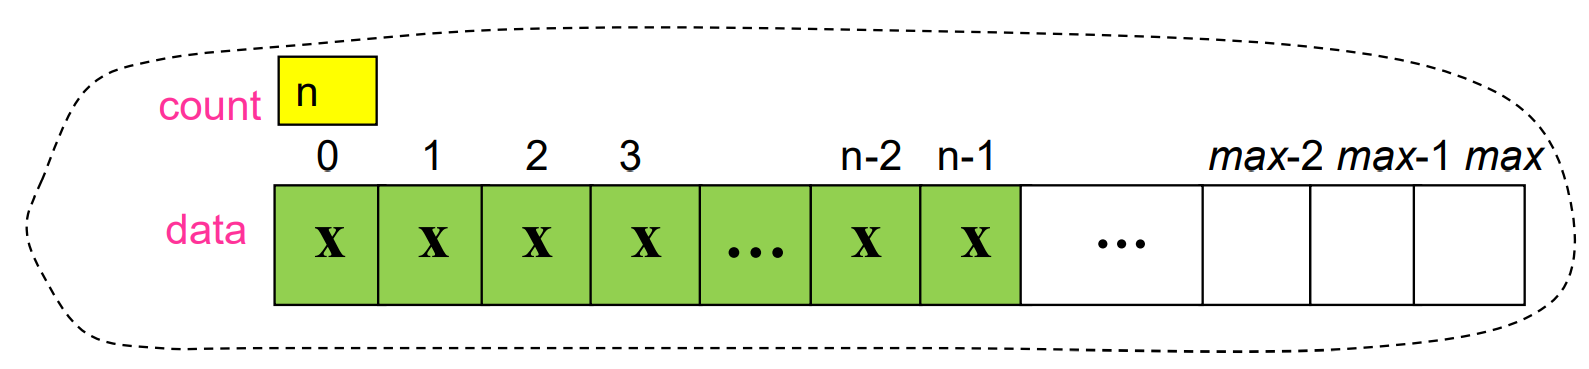 n
count
0 1 2 3 n-2 n-1 max-2 max-1 max
data x x x x ... x x ...